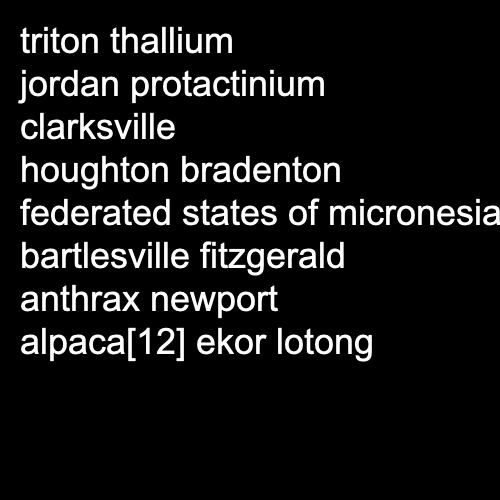 triton thallium
jordan protactinium
clarksville
houghton bradenton
federated states of micronesia
bartlesville fitzgerald
anthrax newport
alpaca[12] ekor lotong